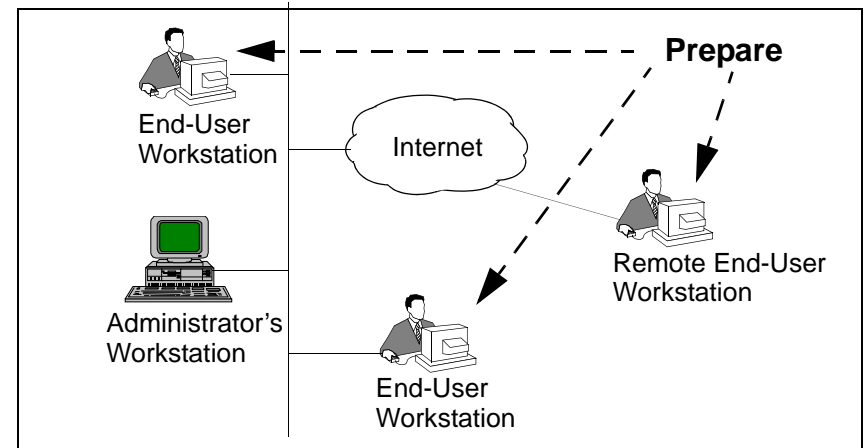 Prepare
End-User
Workstation
Internet
Remote End-User
Workstation
Administrator's
Workstation
End-User
Workstation